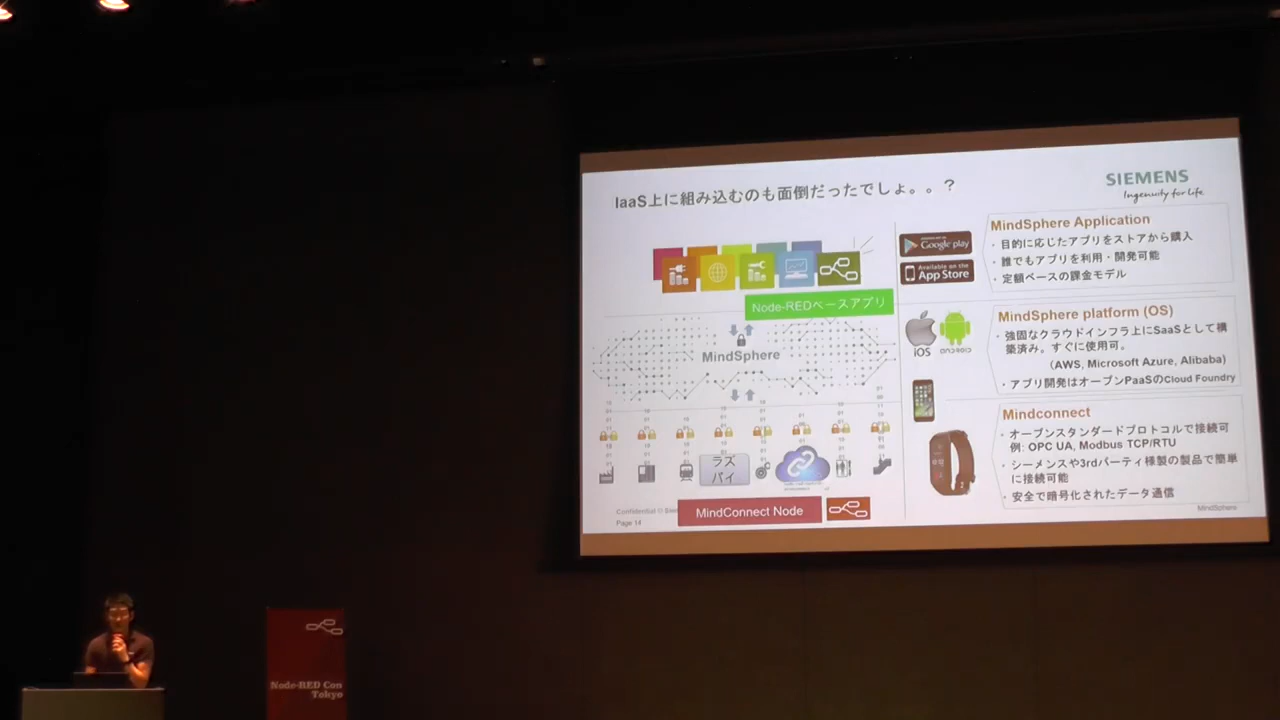 IaaS上に組み込むのも面倒だったでしょ。。？
SIEMENS
Ingenuity for life
Node-REDベースアプリ
MindSphere
ラズ
パイ
Confidential ©
Page 14
MindConnect Node
Google play
Available on the
App Store
iOS
android
MindSphere Application
・目的に応じたアプリをストアから購入
・誰でもアプリを利用・開発可能
・定額ベースの課金モデル
MindSphere platform (OS)
・強固なクラウドインフラ上にSaaSとして構
築済み。すぐに使用可。
（AWS, Microsoft Azure, Alibaba)
・アプリ開発はオープンPaaSのCloud Foundry
Mindconnect
・オープンスタンダードプロトコルで接続可
例: OPC UA, Modbus TCP/RTU
・シーメンスや3rdパーティ様製の製品で簡単
に接続可能
・安全で暗号化されたデータ通信
MindSphere
Node-RED Con
Tokyo